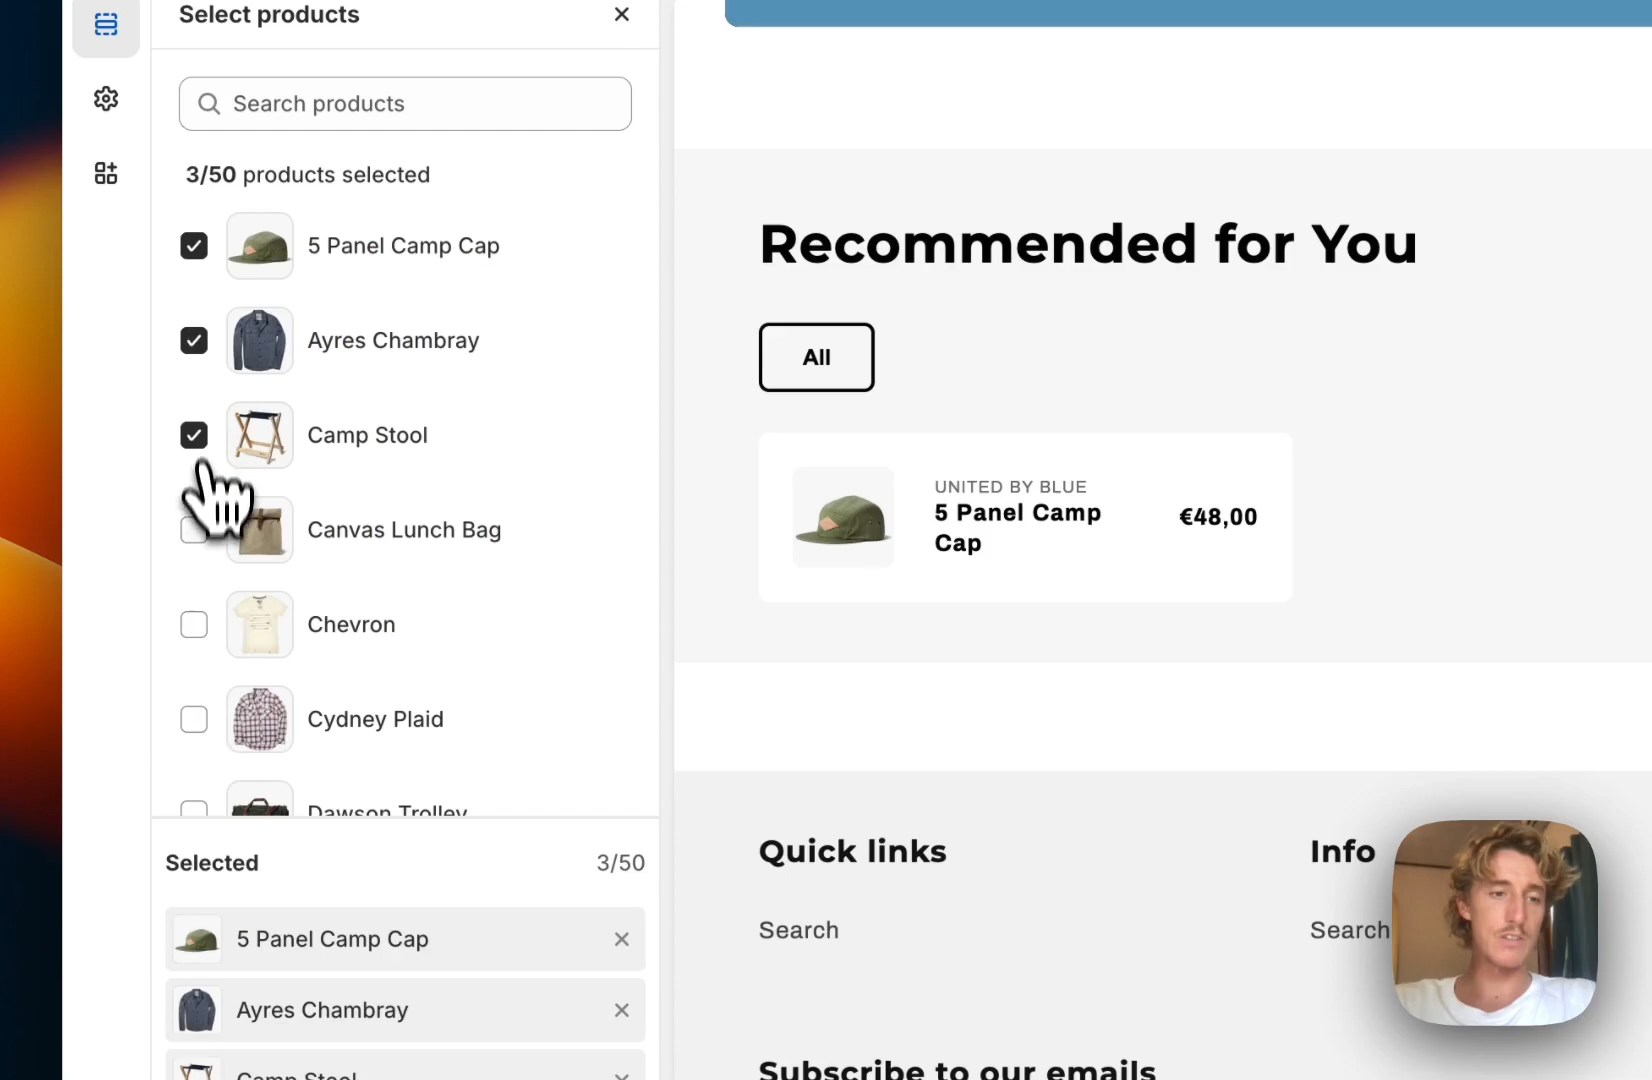 Select products
Search products
3/50 products selected
5 Panel Camp Cap
Ayres Chambray
Camp Stool
Canvas Lunch Bag
Chevron
Cydney Plaid
Dawson Trolley
Selected 3/50
5 Panel Camp Cap
Ayres Chambray
Camp Stool
Recommended for You
All
UNITED BY BLUE
5 Panel Camp
Cap
€48,00
Quick links
Search
Info
Search
Subscribe to our emails